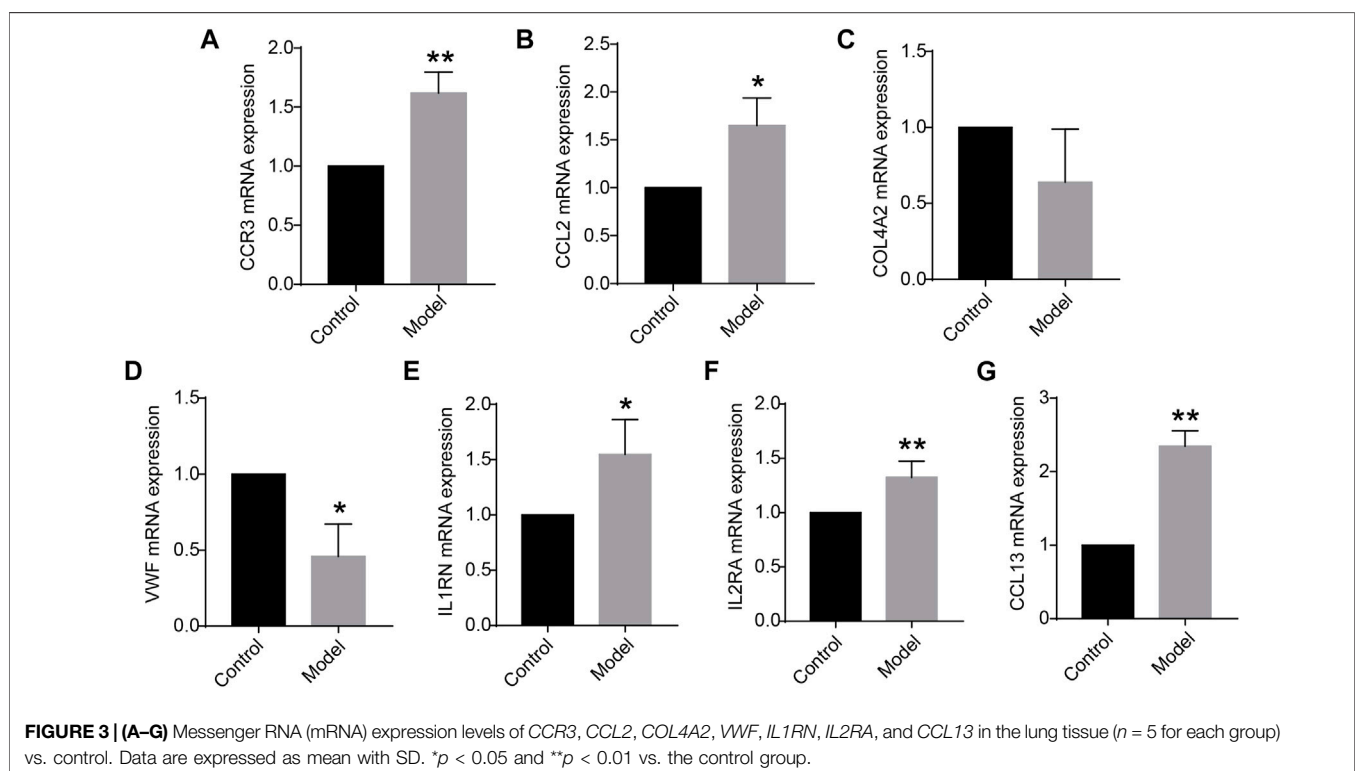 A
CCR3 mRNA expression
2.0
1.5
1.0
0.5
0.0
**
Control
Model
B
CCL2 mRNA expression
2.5
2.0
1.5
1.0
0.5
0.0
*
Control
Model
C
COL4A2 mRNA expression
1.5
1.0
0.5
0.0
Control
Model
D
VWF mRNA expression
1.5
1.0
0.5
0.0
*
Control
Model
E
IL1RN mRNA expression
2.0
1.5
1.0
0.5
0.0
*
Control
Model
F
IL2RA mRNA expression
2.0
1.5
1.0
0.5
0.0
**
Control
Model
G
CCL13 mRNA expression
3
2
1
0
**
Control
Model
FIGURE 3 | (A–G) Messenger RNA (mRNA) expression levels of CCR3, CCL2, COL4A2, VWF, IL1RN, IL2RA, and CCL13 in the lung tissue (n = 5 for each group)
vs. control. Data are expressed as mean with SD. *p < 0.05 and **p < 0.01 vs. the control group.